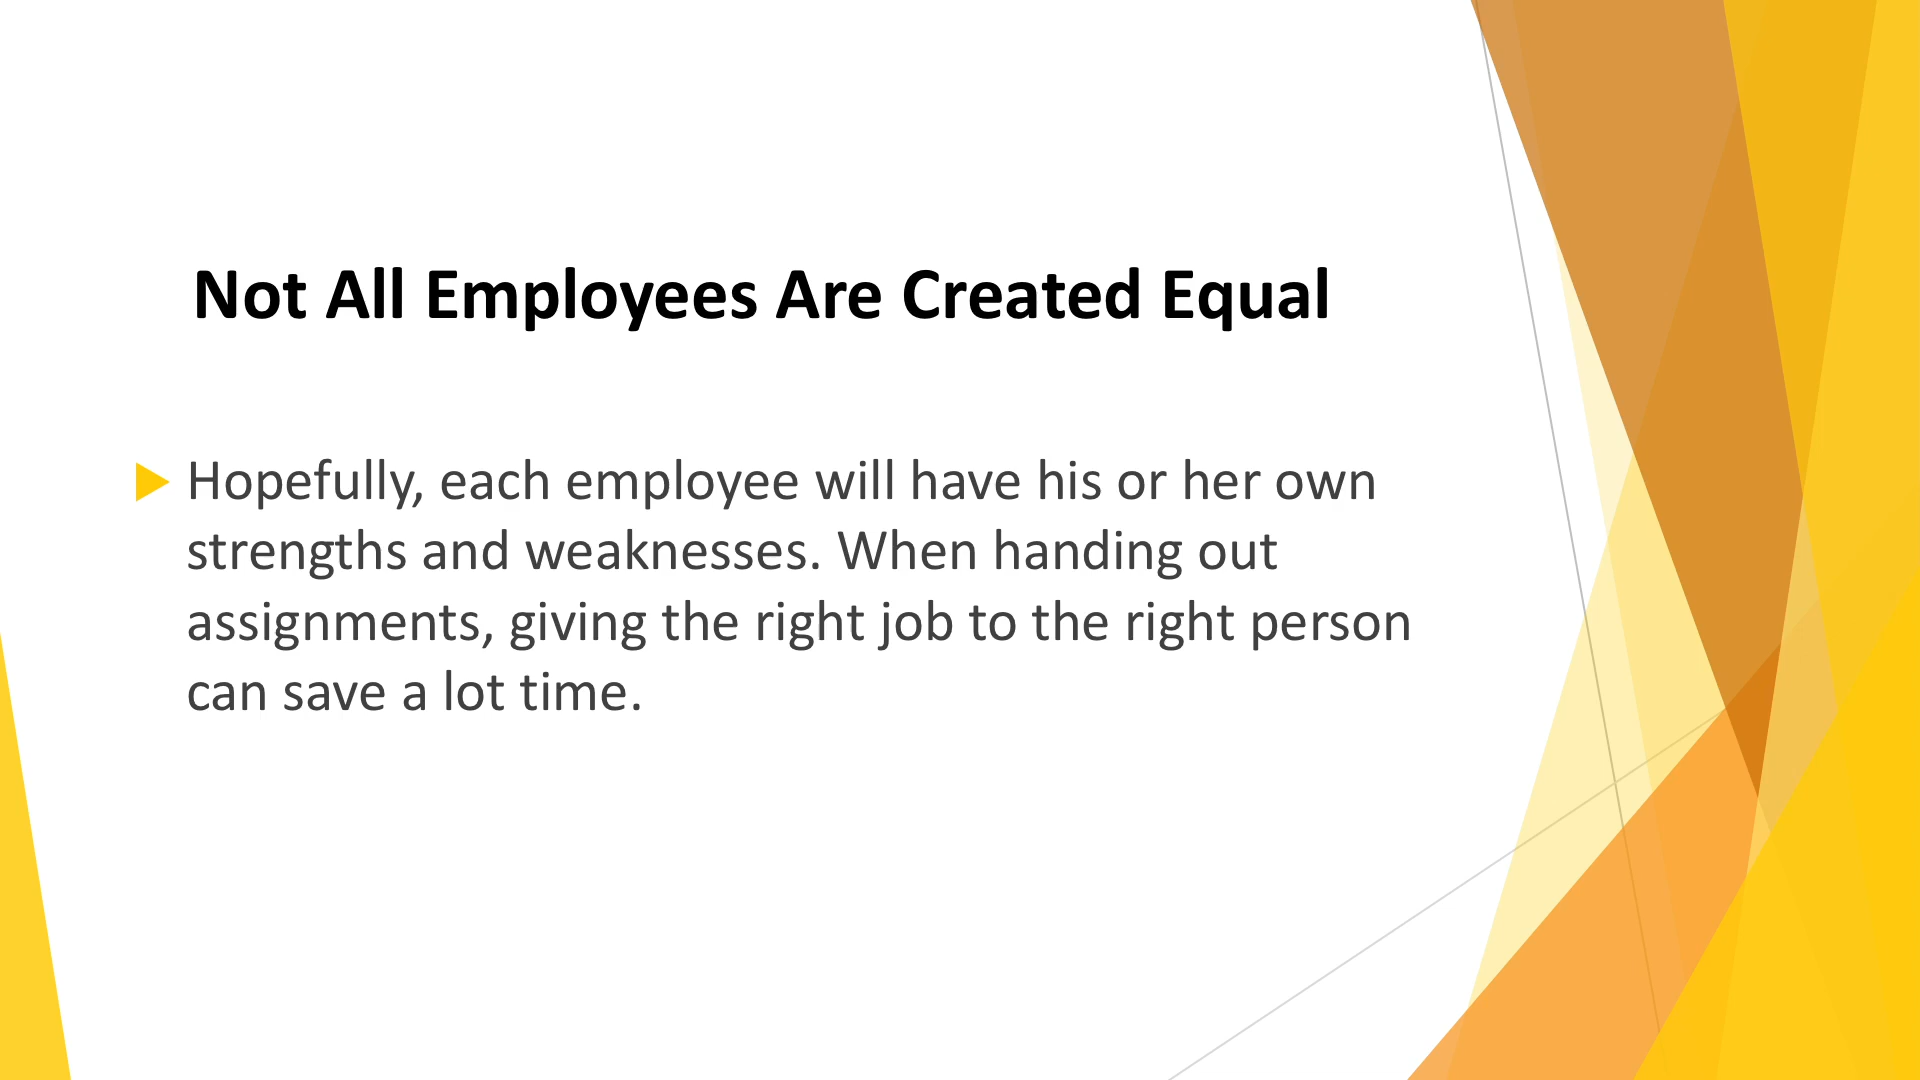 Not All Employees Are Created Equal
Hopefully, each employee will have his or her own
strengths and weaknesses. When handing out
assignments, giving the right job to the right person
can save a lot time.